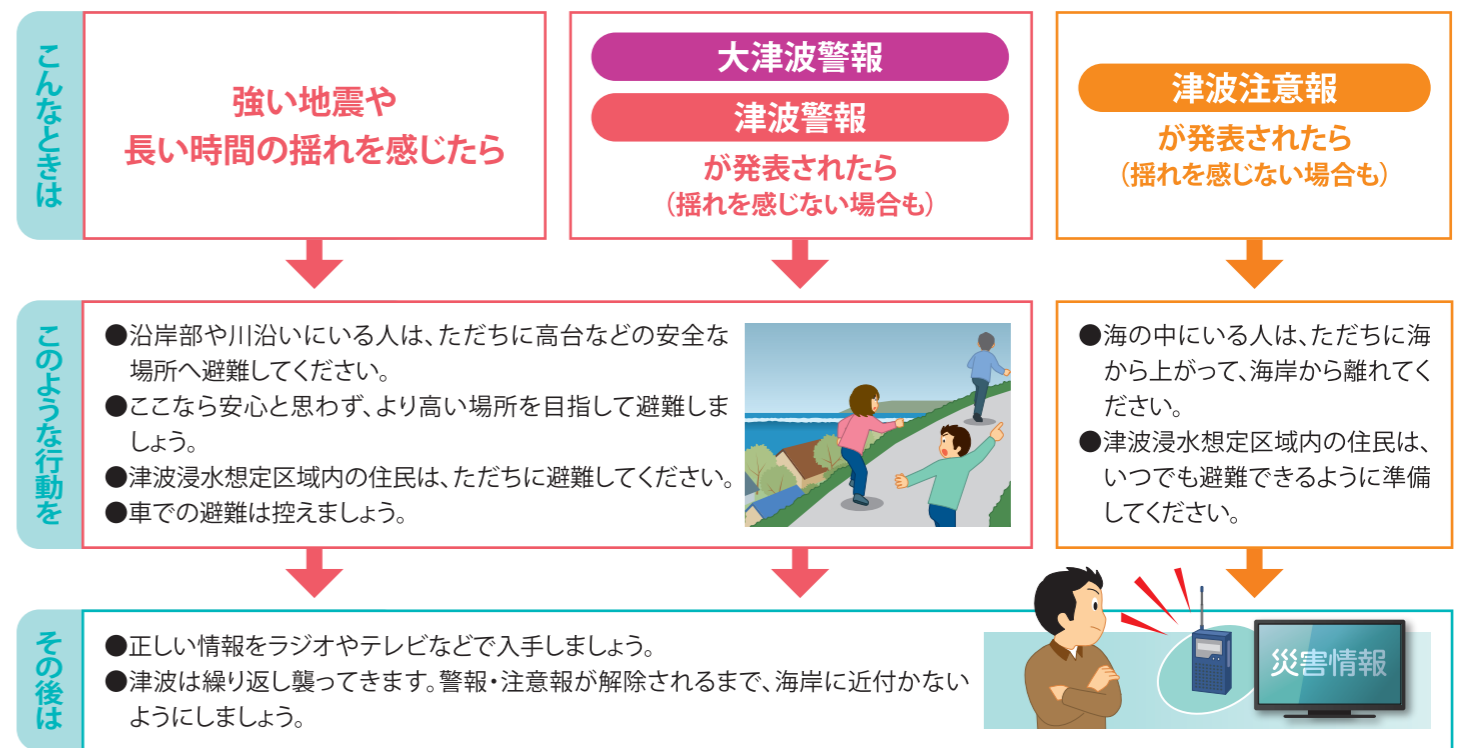 こんなときは
強い地震や
長い時間の揺れを感じたら
大津波警報
津波警報
が発表されたら
（揺れを感じない場合も）
津波注意報
が発表されたら
（揺れを感じない場合も）
このような行動を
●沿岸部や川沿いにいる人は、ただちに高台などの安全な
場所へ避難してください。
●ここなら安心と思わず、より高い場所を目指して避難しま
しょう。
●津波浸水想定区域内の住民は、ただちに避難してください。
●車での避難は控えましょう。
●海の中にいる人は、ただちに海
から上がって、海岸から離れてく
ださい。
●津波浸水想定区域内の住民は、
いつでも避難できるように準備
してください。
その後は
●正しい情報をラジオやテレビなどで入手しましょう。
●津波は繰り返し襲ってきます。警報・注意報が解除されるまで、海岸に近付かない
ようにしましょう。
災害情報